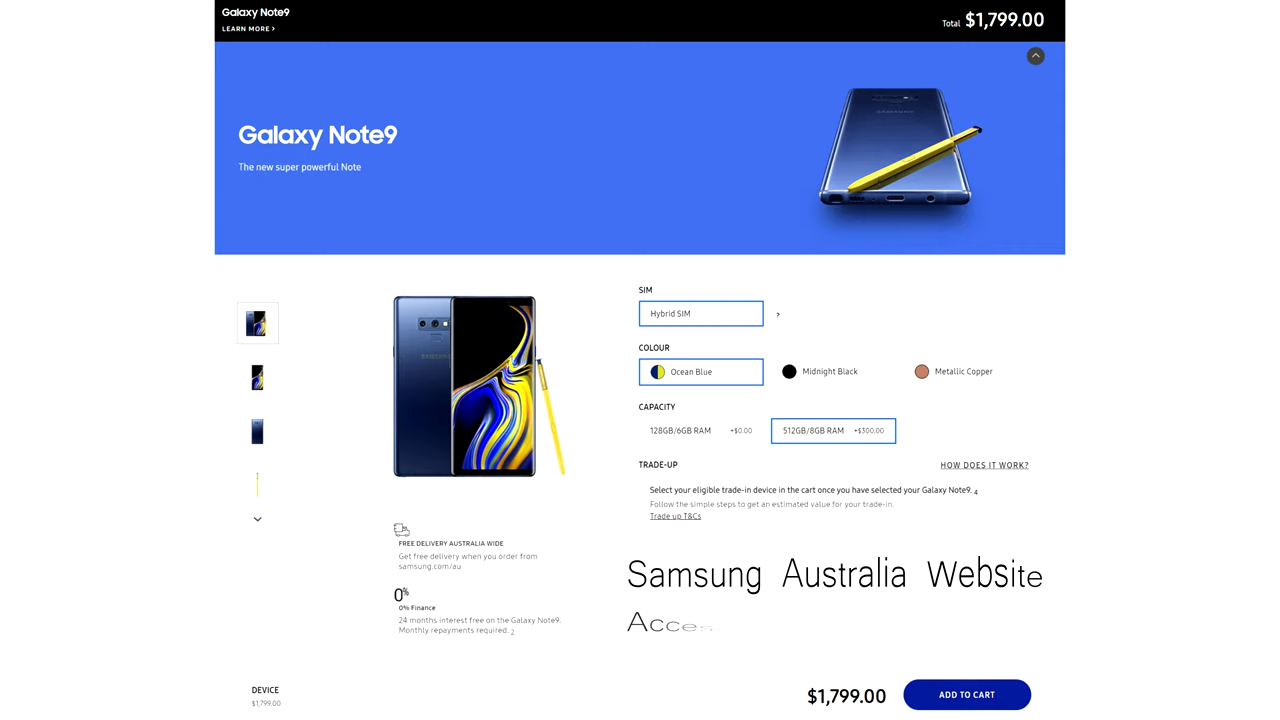 Galaxy Note9
LEARN MORE >
Total $1,799.00
Galaxy Note9
The new super powerful Note
SAMSUNG
SIM
Hybrid SIM ?
COLOUR
Ocean Blue Midnight Black Metallic Copper
CAPACITY
128GB/6GB RAM +$0.00 512GB/8GB RAM +$300.00
TRADE-UP HOW DOES IT WORK?
Select your eligible trade-in device in the cart once you have selected your Galaxy Note9. 4
Follow the simple steps to get an estimated value for your trade-in.
Trade up T&Cs
FREE DELIVERY AUSTRALIA WIDE
Get free delivery when you order from
samsung.com/au
0%
0% Finance
24 months interest free on the Galaxy Note9.
Monthly repayments required. 2
Samsung Australia Website
DEVICE
$1,799.00
$1,799.00 ADD TO CART